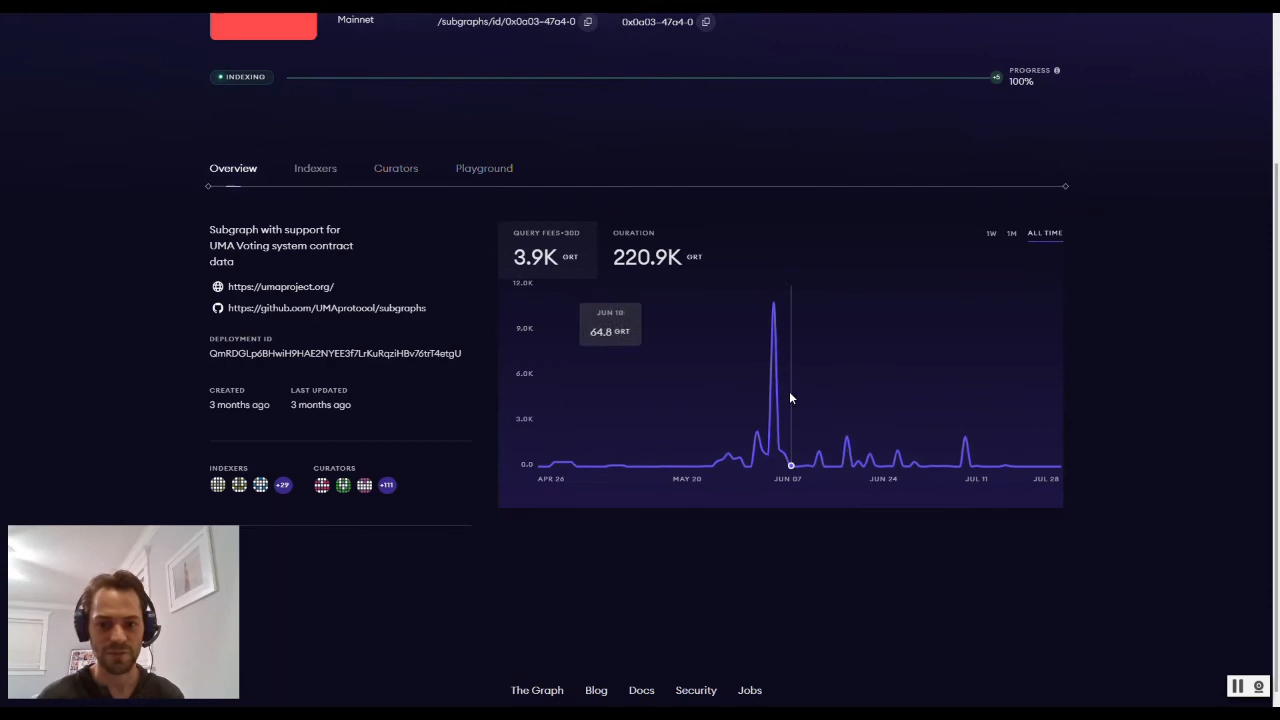 Mainnet
/subgraphs/id/0x0a03-47a4-0
0x0a03-47a4-0
INDEXING
+5
PROGRESS
100%
Overview
Indexers
Curators
Playground
Subgraph with support for
UMA Voting system contract
data
https://umaproject.org/
https://github.com/UMAprotocol/subgraphs
DEPLOYMENT ID
QmRDGLp6BHwiH9HAE2NYEE3f7LrKuRqziHBv76trT4etgU
CREATED
3 months ago
LAST UPDATED
3 months ago
INDEXERS
+29
CURATORS
+111
QUERY FEES•30D
3.9K GRT
CURATION
220.9K GRT
1W
1M
ALL TIME
12.0K
9.0K
6.0K
3.0K
0.0
JUN 10
64.8 GRT
APR 26
MAY 20
JUN 07
JUN 24
JUL 11
JUL 28
The Graph
Blog
Docs
Security
Jobs